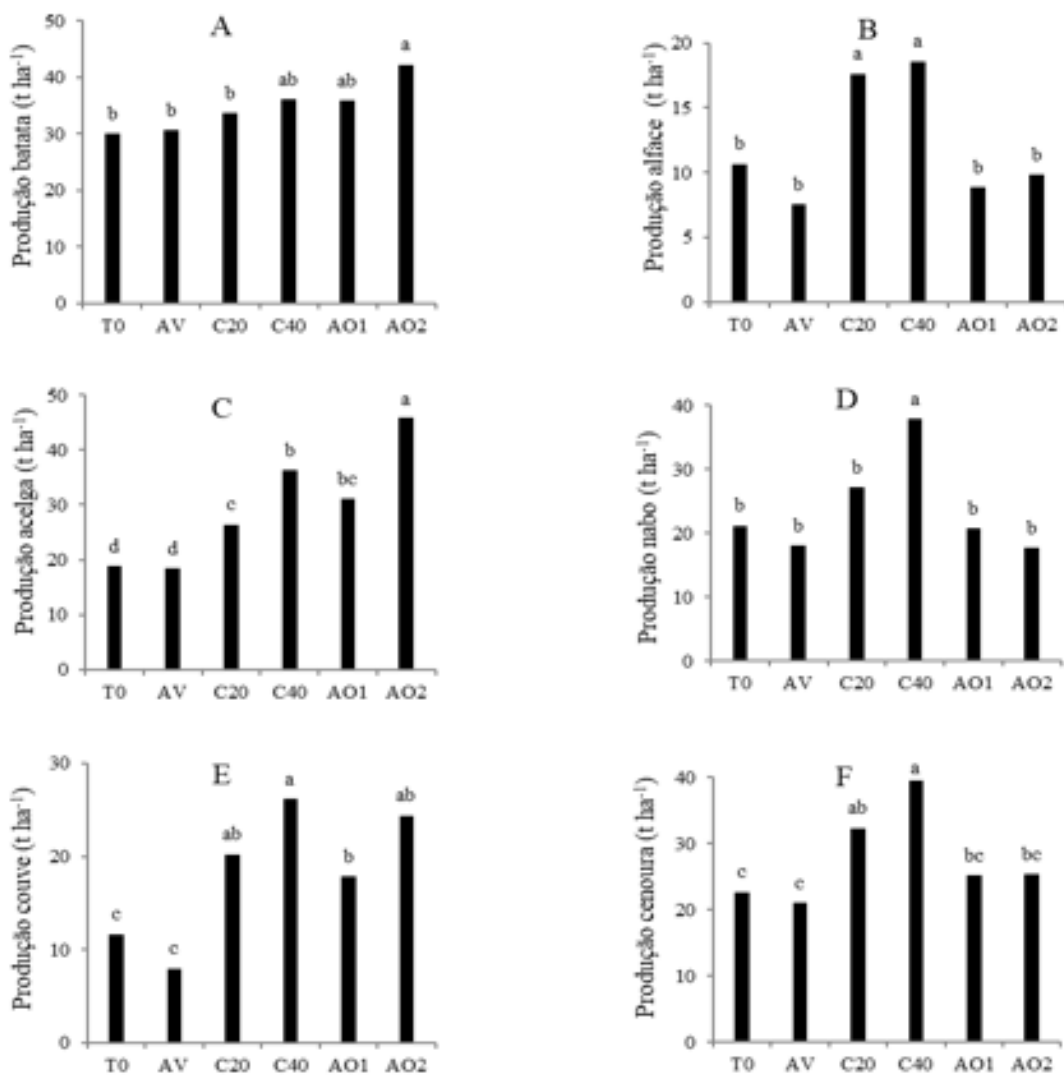 A
Produção batata (t ha⁻¹)
50
40
30
20
10
0
b b b ab ab a
T0 AV C20 C40 AO1 AO2
B
Produção alface (t ha⁻¹)
20
15
10
5
0
b b a a b b
T0 AV C20 C40 AO1 AO2
C
Produção acelga (t ha⁻¹)
50
40
30
20
10
0
d d c b bc a
T0 AV C20 C40 AO1 AO2
D
Produção nabo (t ha⁻¹)
40
30
20
10
0
b b b a b b
T0 AV C20 C40 AO1 AO2
E
Produção couve (t ha⁻¹)
30
20
10
0
c c ab a b ab
T0 AV C20 C40 AO1 AO2
F
Produção cenoura (t ha⁻¹)
40
30
20
10
0
c c ab a bc bc
T0 AV C20 C40 AO1 AO2